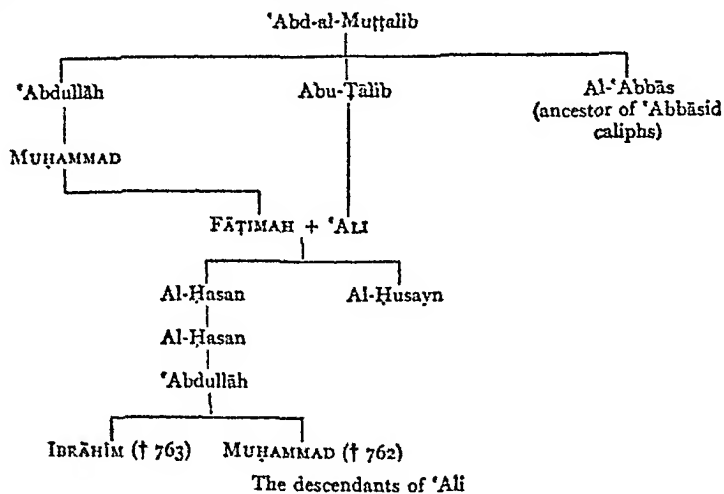 ‘Abd-al-Muṭṭalib
‘Abdullāh Abu-Ṭālib Al-‘Abbās
(ancestor of ‘Abbāsid
caliphs)
MUḤAMMAD
FĀṬIMAH + ‘ALI
Al-Ḥasan Al-Ḥusayn
Al-Ḥasan
‘Abdullāh
IBRĀHĪM († 763) MUḤAMMAD († 762)
The descendants of ‘Ali